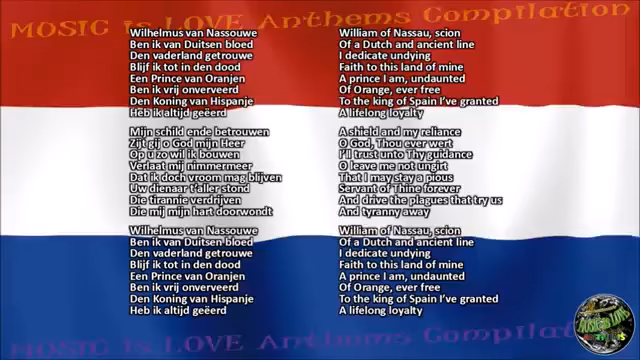 MUSIC is LOVE Anthems Compilation
Wilhelmus van Nassouwe
Ben ik van Duitsen bloed
Den vaderland getrouwe
Blijf ik tot in den dood
Een Prince van Oranjen
Ben ik vrij onverveerd
Den Koning van Hispanje
Heb ik altijd geëerd
Mijn schild ende betrouwen
Zijt gij o God mijn Heer
Op u zo wil ik bouwen
Verlaat mij nimmermeer
Dat ik doch vroom mag blijven
Uw dienaar t'aller stond
Die tirannie verdrijven
Die mij mijn hart doorwondt
Wilhelmus van Nassouwe
Ben ik van Duitsen bloed
Den vaderland getrouwe
Blijf ik tot in den dood
Een Prince van Oranjen
Ben ik vrij onverveerd
Den Koning van Hispanje
Heb ik altijd geëerd
William of Nassau, scion
Of a Dutch and ancient line
I dedicate undying
Faith to this land of mine
A prince I am, undaunted
Of Orange, ever free
To the king of Spain I've granted
A lifelong loyalty
A shield and my reliance
O God, Thou ever wert
I'll trust unto Thy guidance
O leave me not ungirt
That I may stay a pious
Servant of Thine forever
And drive the plagues that try us
And tyranny away
William of Nassau, scion
Of a Dutch and ancient line
I dedicate undying
Faith to this land of mine
A prince I am, undaunted
Of Orange, ever free
To the king of Spain I've granted
A lifelong loyalty
MUSIC is LOVE Anthems Compilation
MUSIC is LOVE